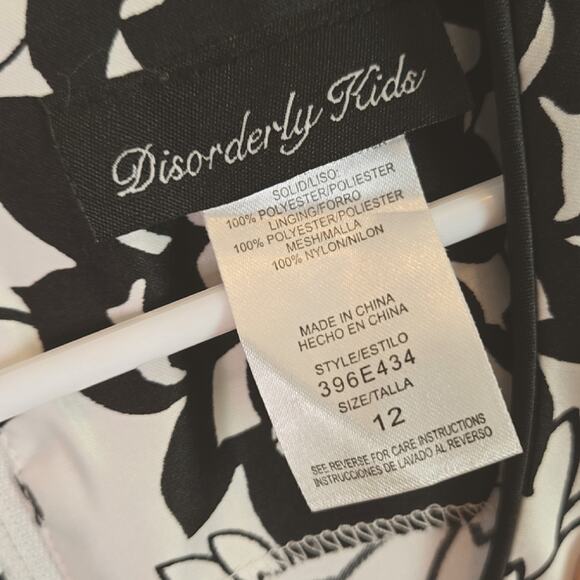 Disorderly Kids
SOLID/LISO:
100% POLYESTER/POLIESTER
LINGING/FORRO
100% POLYESTER/POLIESTER
MESH/MALLA
100% NYLON/NILON
MADE IN CHINA
HECHO EN CHINA
STYLE/ESTILO
396E434
SIZE/TALLA
12
SEE REVERSE FOR CARE INSTRUCTIONS
INSTRUCCIONES DE LAVADO AL REVERSO